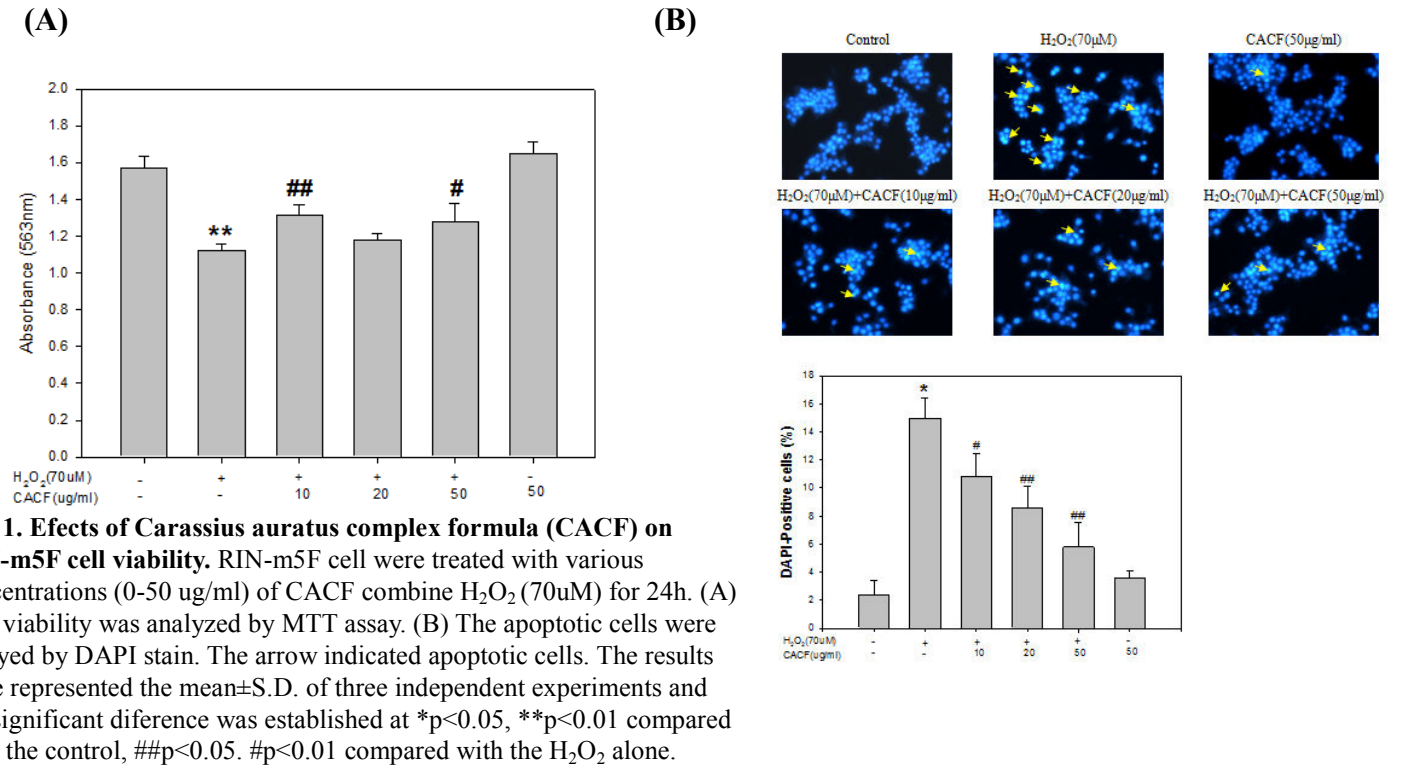 (A)
2.0
1.8
1.6
1.4
1.2
1.0
0.8
0.6
0.4
0.2
0.0
Absorbance (563nm)
**
##
#
H₂O₂(70uM) - + + + + -
CACF(ug/ml) - - 10 20 50 50
1. Efects of Carassius auratus complex formula (CACF) on
-m5F cell viability. RIN-m5F cell were treated with various
centrations (0-50 ug/ml) of CACF combine H₂O₂ (70uM) for 24h. (A)
viability was analyzed by MTT assay. (B) The apoptotic cells were
yed by DAPI stain. The arrow indicated apoptotic cells. The results
e represented the mean±S.D. of three independent experiments and
significant diference was established at *p<0.05, **p<0.01 compared
the control, ##p<0.05. #p<0.01 compared with the H₂O₂ alone.
(B)
Control H₂O₂(70μM) CACF(50μg/ml)
H₂O₂(70μM)+CACF(10μg/ml) H₂O₂(70μM)+CACF(20μg/ml) H₂O₂(70μM)+CACF(50μg/ml)
18
16
14
12
10
8
6
4
2
0
DAPI-Positive cells (%)
*
#
##
##
H₂O₂(70uM) - + + + + -
CACF(ug/ml) - - 10 20 50 50